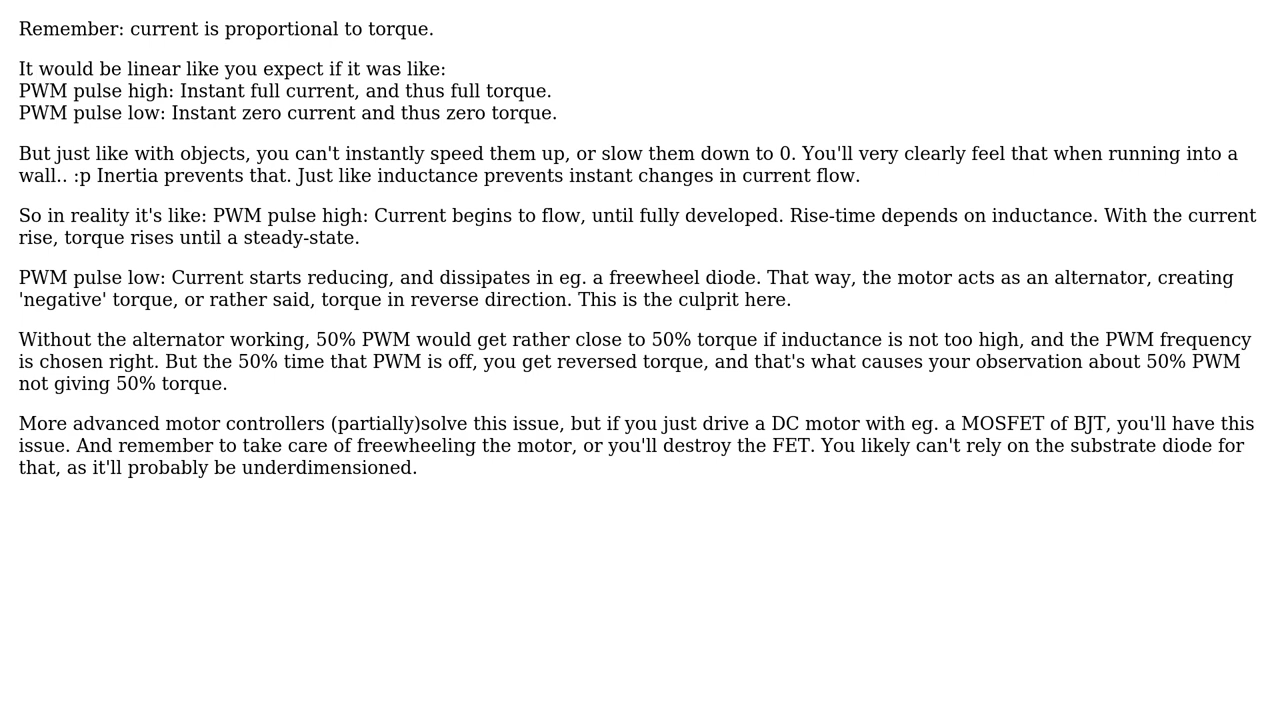 Remember: current is proportional to torque.
It would be linear like you expect if it was like:
PWM pulse high: Instant full current, and thus full torque.
PWM pulse low: Instant zero current and thus zero torque.
But just like with objects, you can't instantly speed them up, or slow them down to 0. You'll very clearly feel that when running into a
wall.. :p Inertia prevents that. Just like inductance prevents instant changes in current flow.
So in reality it's like: PWM pulse high: Current begins to flow, until fully developed. Rise-time depends on inductance. With the current
rise, torque rises until a steady-state.
PWM pulse low: Current starts reducing, and dissipates in eg. a freewheel diode. That way, the motor acts as an alternator, creating
'negative' torque, or rather said, torque in reverse direction. This is the culprit here.
Without the alternator working, 50% PWM would get rather close to 50% torque if inductance is not too high, and the PWM frequency
is chosen right. But the 50% time that PWM is off, you get reversed torque, and that's what causes your observation about 50% PWM
not giving 50% torque.
More advanced motor controllers (partially)solve this issue, but if you just drive a DC motor with eg. a MOSFET of BJT, you'll have this
issue. And remember to take care of freewheeling the motor, or you'll destroy the FET. You likely can't rely on the substrate diode for
that, as it'll probably be underdimensioned.